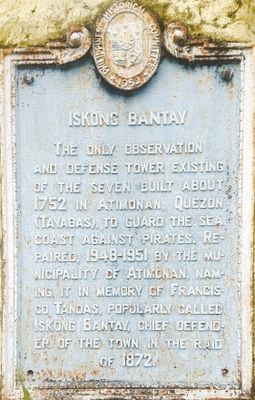 PHILIPPINES HISTORICAL COMMITTEE
1952
ISKONG BANTAY
THE ONLY OBSERVATION
AND DEFENSE TOWER EXISTING
OF THE SEVEN BUILT ABOUT
1752 IN ATIMONAN, QUEZON
(TAYABAS), TO GUARD THE SEA
COAST AGAINST PIRATES. RE-
PAIRED, 1948-1951 BY THE MU-
NICIPALITY OF ATIMONAN, NAM-
ING IT IN MEMORY OF FRANCIS-
CO TANDAS, POPULARLY CALLED
ISKONG BANTAY, CHIEF DEFEND-
ER OF THE TOWN IN THE RAID
OF 1872.